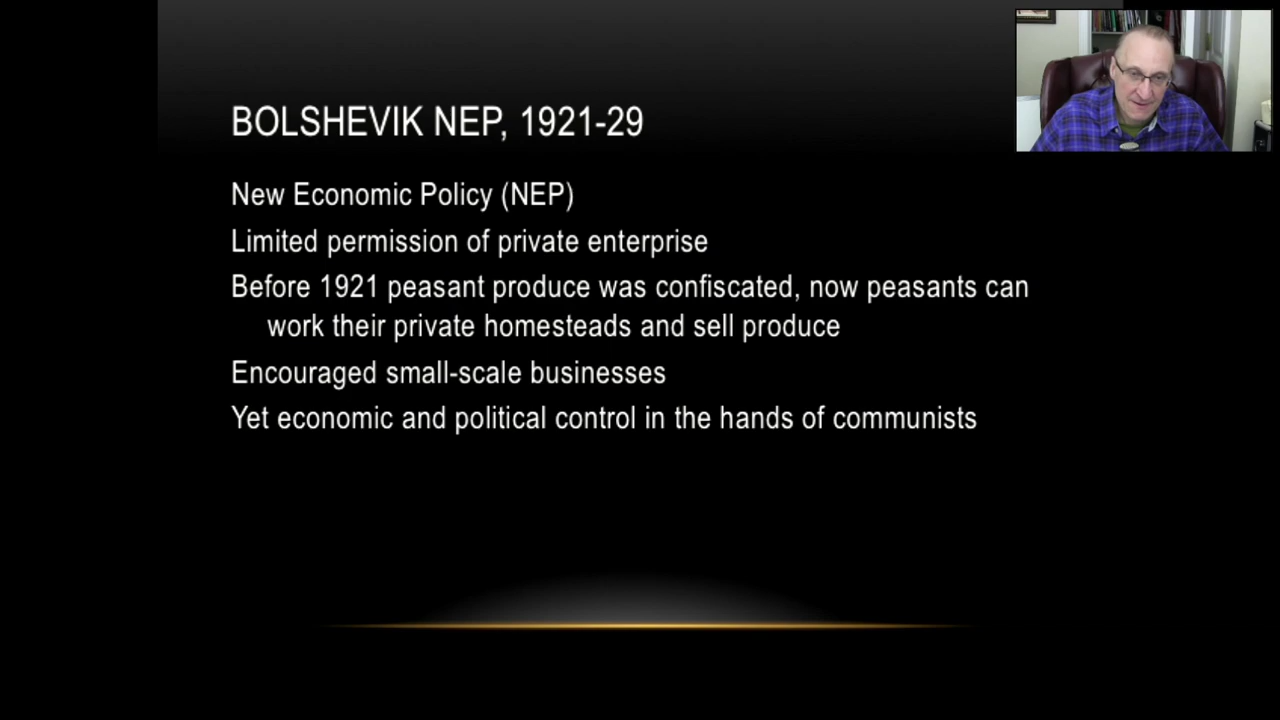 BOLSHEVIK NEP, 1921-29
New Economic Policy (NEP)
Limited permission of private enterprise
Before 1921 peasant produce was confiscated, now peasants can
work their private homesteads and sell produce
Encouraged small-scale businesses
Yet economic and political control in the hands of communists